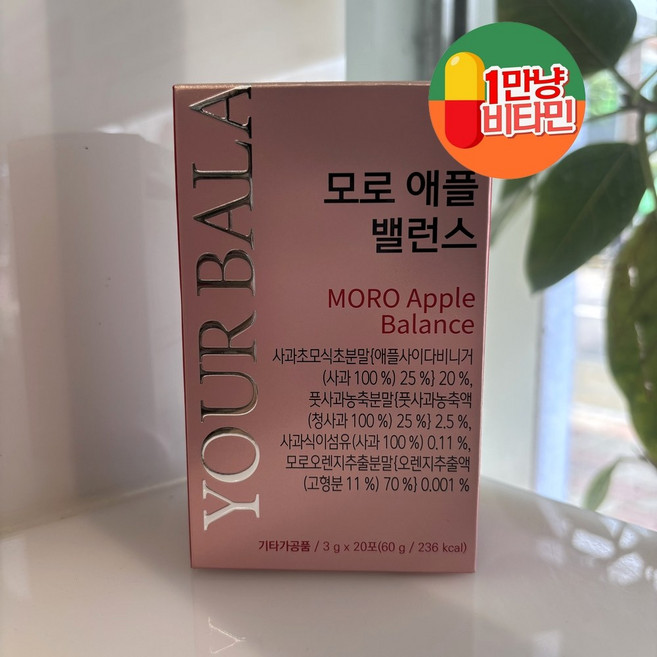 1만냥
비타민
YOUR BALA
모로 애플
밸런스
MORO Apple
Balance
사과초모식초분말{애플사이다비니거
(사과 100 %) 25 %} 20 %,
풋사과농축분말{풋사과농축액
(청사과 100 %) 25 %} 2.5 %,
사과식이섬유(사과 100 %) 0.11 %,
모로오렌지추출분말{오렌지추출액
(고형분 11 %) 70 %} 0.001 %
기타가공품 / 3 g x 20포(60 g / 236 kcal)